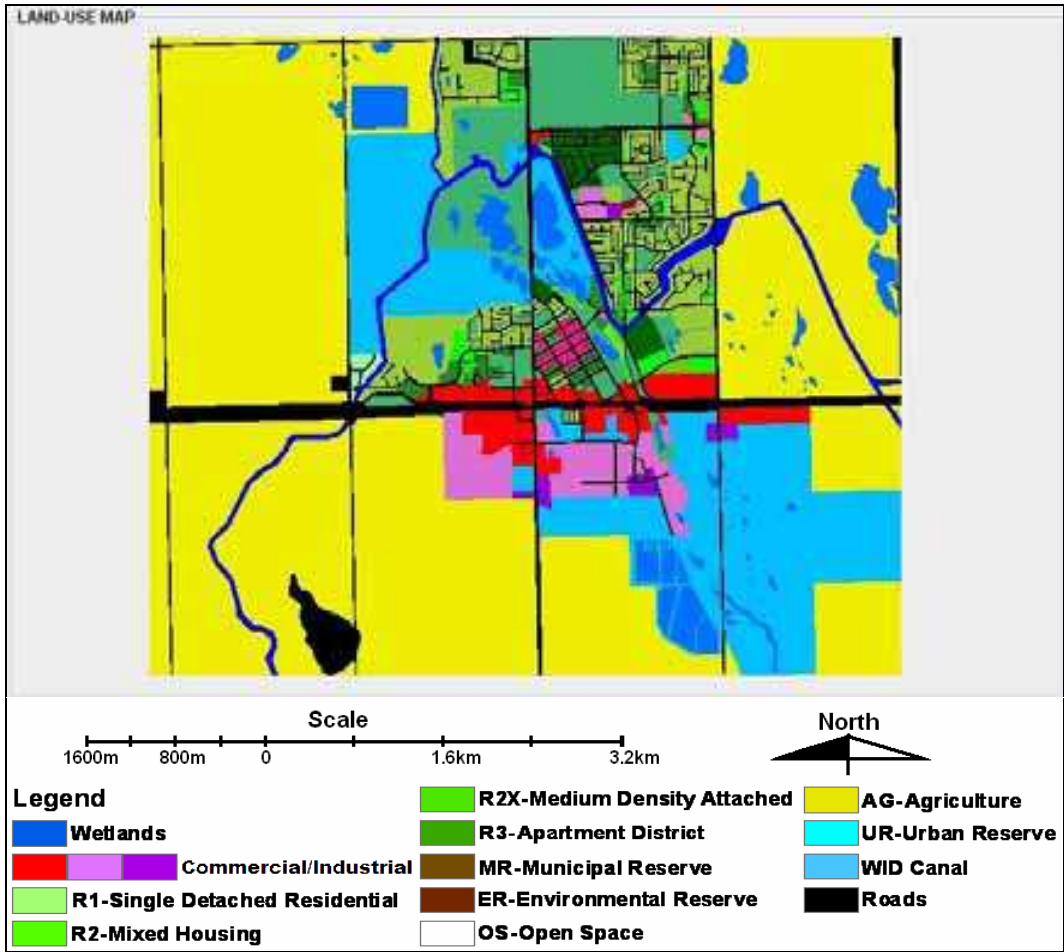 LAND-USE MAP
Scale
1600m 800m 0 1.6km 3.2km
North
Legend
Wetlands
Commercial/Industrial
R1-Single Detached Residential
R2-Mixed Housing
R2X-Medium Density Attached
R3-Apartment District
MR-Municipal Reserve
ER-Environmental Reserve
OS-Open Space
AG-Agriculture
UR-Urban Reserve
WID Canal
Roads